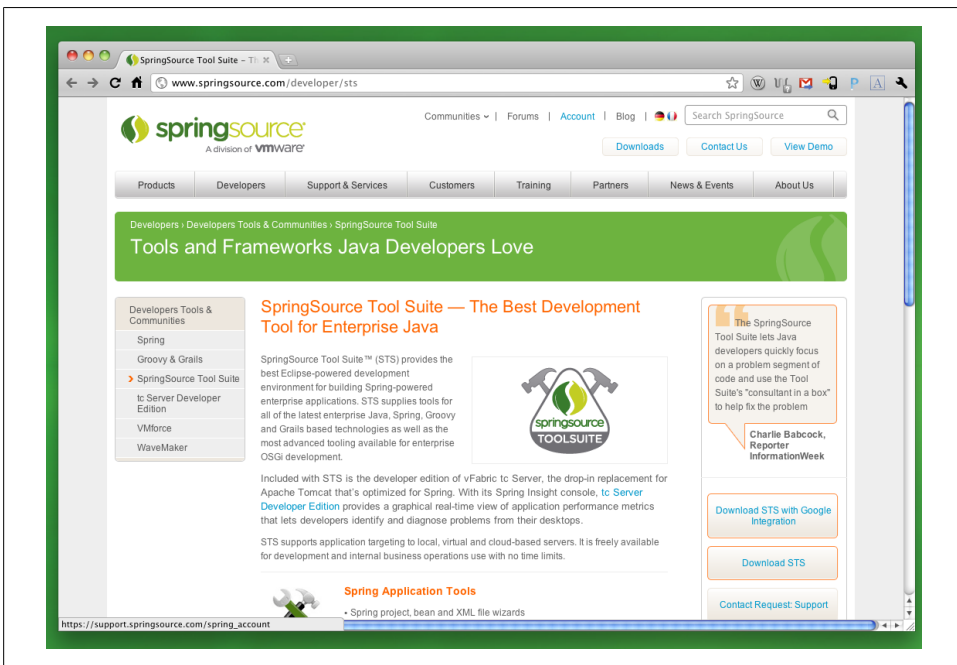 SpringSource Tool Suite – Th
www.springsource.com/developer/sts
Communities | Forums | Account | Blog |
Search SpringSource
springsource
A division of vmware
Downloads
Contact Us
View Demo
Products
Developers
Support & Services
Customers
Training
Partners
News & Events
About Us
Developers › Developers Tools & Communities › SpringSource Tool Suite
Tools and Frameworks Java Developers Love
Developers Tools &
Communities
Spring
Groovy & Grails
SpringSource Tool Suite
tc Server Developer
Edition
VMforce
WaveMaker
SpringSource Tool Suite — The Best Development
Tool for Enterprise Java
SpringSource Tool Suite™ (STS) provides the
best Eclipse-powered development
environment for building Spring-powered
enterprise applications. STS supplies tools for
all of the latest enterprise Java, Spring, Groovy
and Grails based technologies as well as the
most advanced tooling available for enterprise
OSGi development.
springsource
TOOLSUITE
Included with STS is the developer edition of vFabric tc Server, the drop-in replacement for
Apache Tomcat that's optimized for Spring. With its Spring Insight console, tc Server
Developer Edition provides a graphical real-time view of application performance metrics
that lets developers identify and diagnose problems from their desktops.
STS supports application targeting to local, virtual and cloud-based servers. It is freely available
for development and internal business operations use with no time limits.
Spring Application Tools
• Spring project, bean and XML file wizards
The SpringSource
Tool Suite lets Java
developers quickly focus
on a problem segment of
code and use the Tool
Suite's "consultant in a box"
to help fix the problem
Charlie Babcock,
Reporter
InformationWeek
Download STS with Google
Integration
Download STS
Contact Request: Support
https://support.springsource.com/spring_account